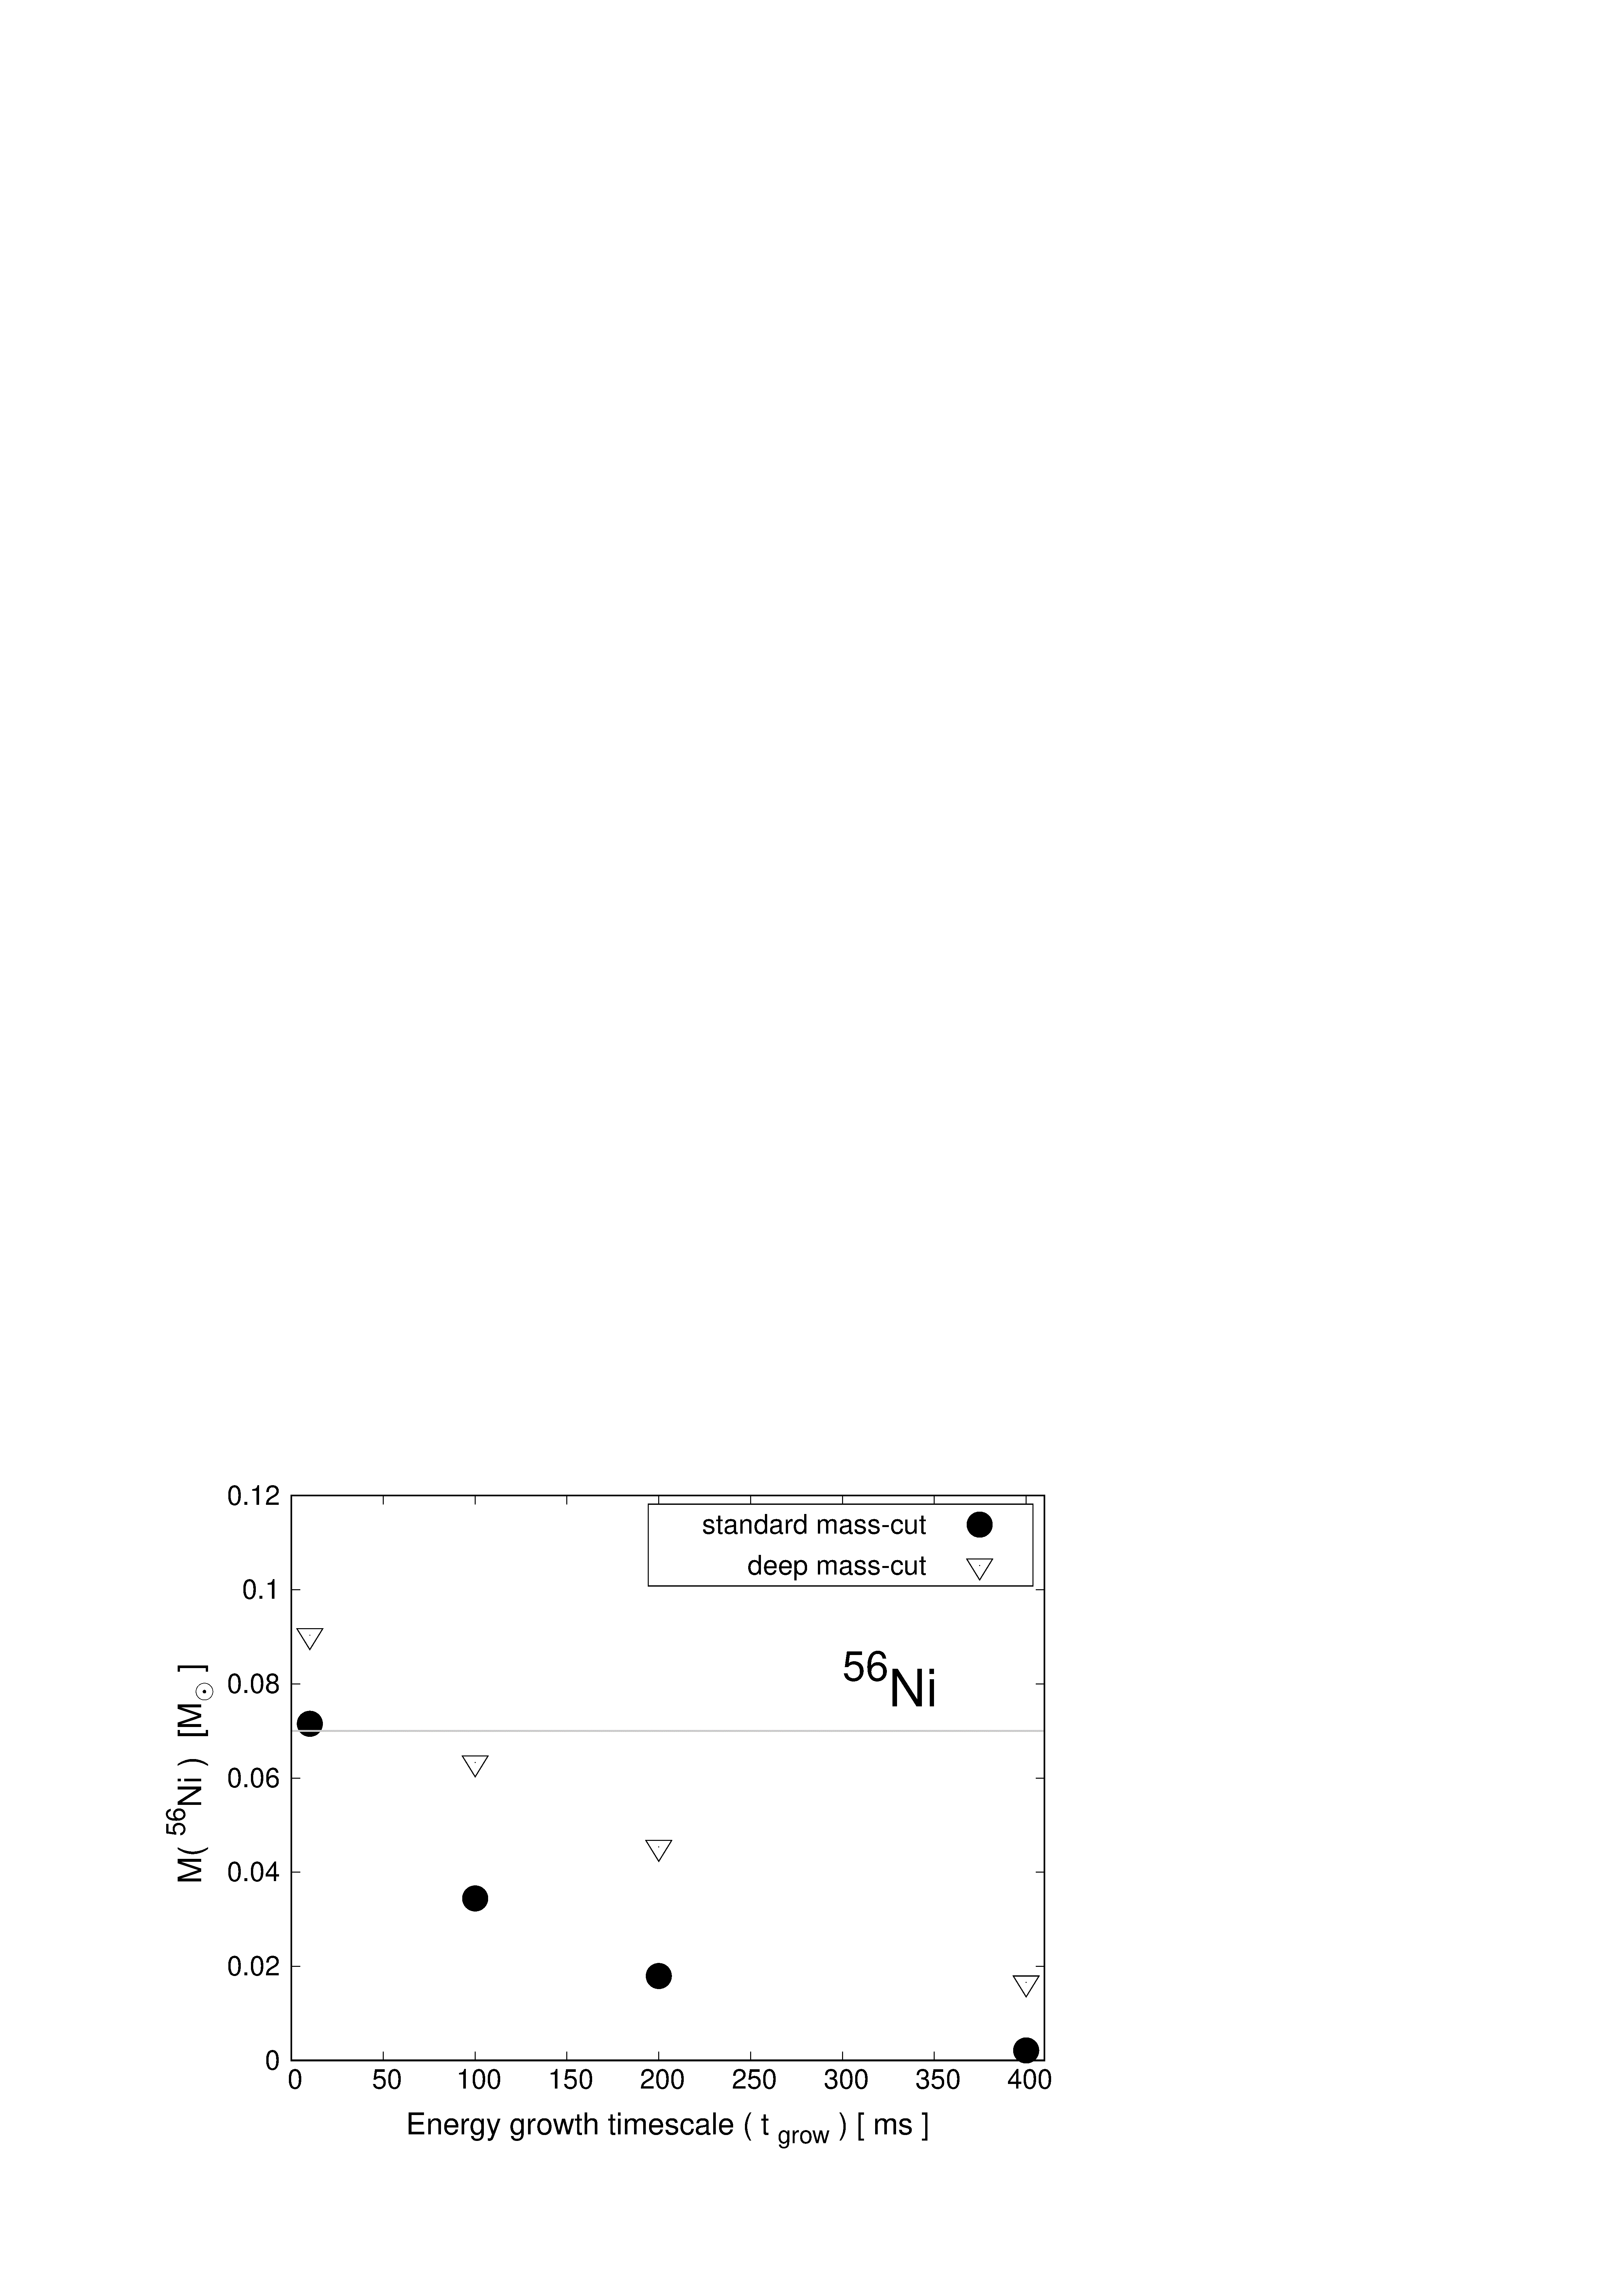 0.12
0.1
0.08
0.06
0.04
0.02
0
M( 56Ni ) [M☉]
standard mass-cut
deep mass-cut
56Ni
0 50 100 150 200 250 300 350 400
Energy growth timescale ( t grow ) [ ms ]